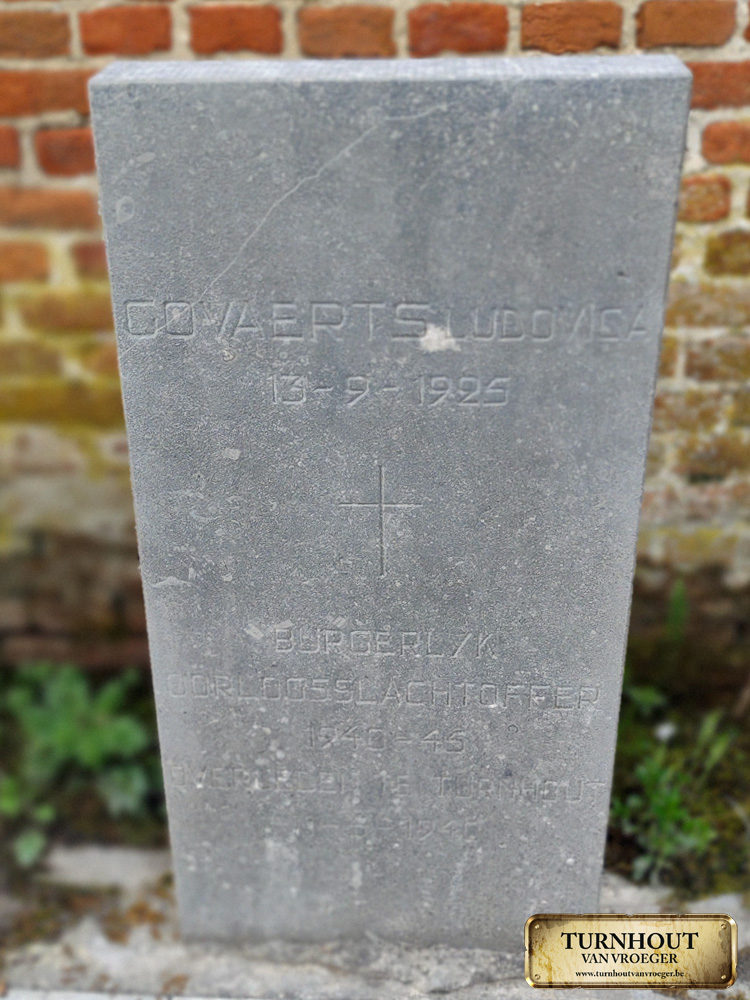 GOVAERTS LUDOVICA
13-9-1925
BURGERLYK
OORLOGSSLACHTOFFER
1940-45
OVERLEDEN TE TURNHOUT
TURNHOUT
VAN VROEGER
www.turnhoutvanvroeger.be